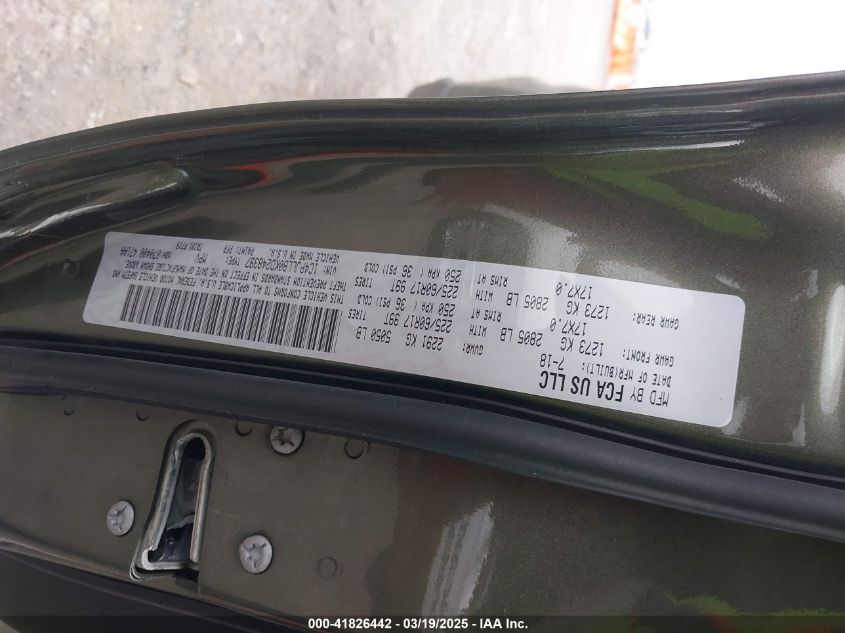 MFD BY FCA US LLC
DATE OF MFR(BUILT): 7-18
GVWR: 2291 KG 5050 LB
GAWR FRONT: 1273 KG 2805 LB WITH 225/60R17 99T TIRES
17X7.0 RIMS AT 250 KPA ( 36 PSI) COLD
GAWR REAR: 1273 KG 2805 LB WITH 225/60R17 99T TIRES
17X7.0 RIMS AT 250 KPA ( 36 PSI) COLD
THIS VEHICLE CONFORMS TO ALL APPLICABLE U.S.A. FEDERAL MOTOR VEHICLE SAFETY AND
THEFT PREVENTION STANDARDS IN EFFECT ON THE DATE OF MANUFACTURE SHOWN ABOVE.
TYPE: MPV
VEHICLE MADE IN U.S.A. PAINT: PFP
000-41826442 - 03/19/2025 - IAA Inc.